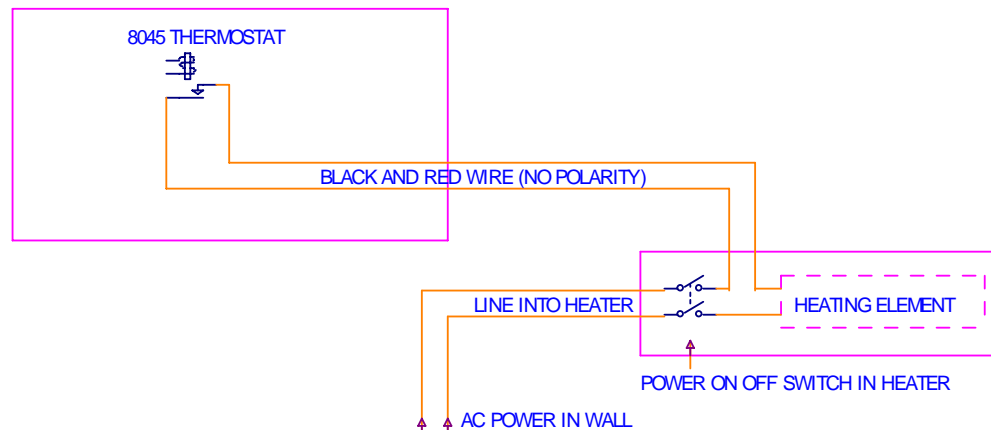 8045 THERMOSTAT
BLACK AND RED WIRE (NO POLARITY)
LINE INTO HEATER
HEATING ELEMENT
POWER ON OFF SWITCH IN HEATER
AC POWER IN WALL